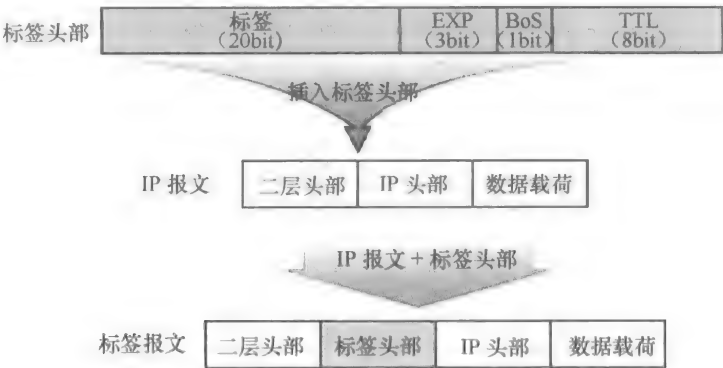 标签头部 标签 EXP BoS TTL
（20bit） （3bit） （1bit） （8bit）
插入标签头部
IP 报文 二层头部 IP 头部 数据载荷
IP 报文 + 标签头部
标签报文 二层头部 标签头部 IP 头部 数据载荷